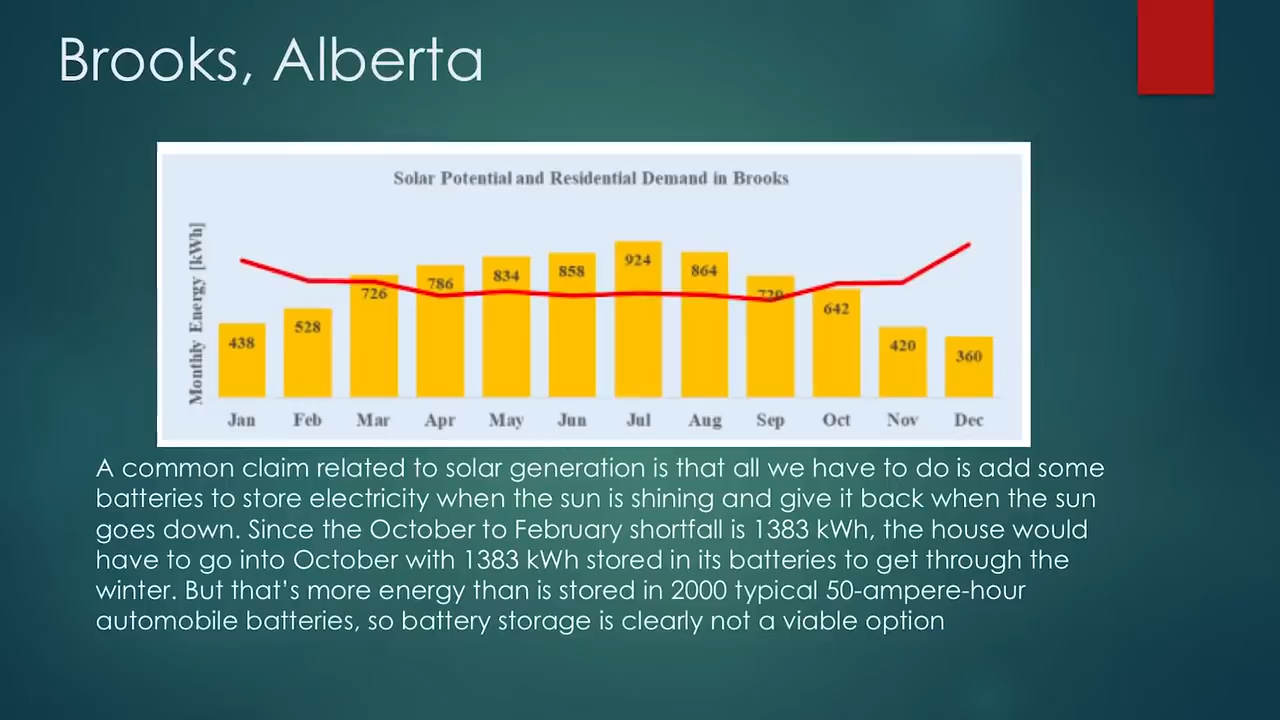 Brooks, Alberta
Solar Potential and Residential Demand in Brooks
Monthly Energy [kWh]
438 528 726 786 834 858 924 864 720 642 420 360
Jan Feb Mar Apr May Jun Jul Aug Sep Oct Nov Dec
A common claim related to solar generation is that all we have to do is add some
batteries to store electricity when the sun is shining and give it back when the sun
goes down. Since the October to February shortfall is 1383 kWh, the house would
have to go into October with 1383 kWh stored in its batteries to get through the
winter. But that's more energy than is stored in 2000 typical 50-ampere-hour
automobile batteries, so battery storage is clearly not a viable option